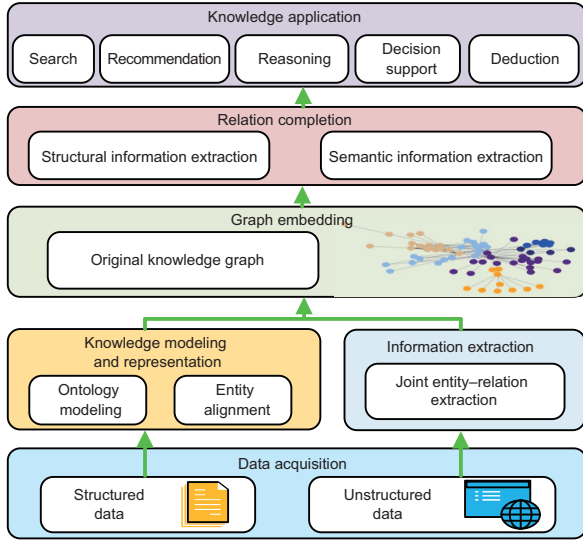 Knowledge application
Search
Recommendation
Reasoning
Decision
support
Deduction
Relation completion
Structural information extraction
Semantic information extraction
Graph embedding
Original knowledge graph
Knowledge modeling
and representation
Ontology
modeling
Entity
alignment
Information extraction
Joint entity–relation
extraction
Data acquisition
Structured
data
Unstructured
data